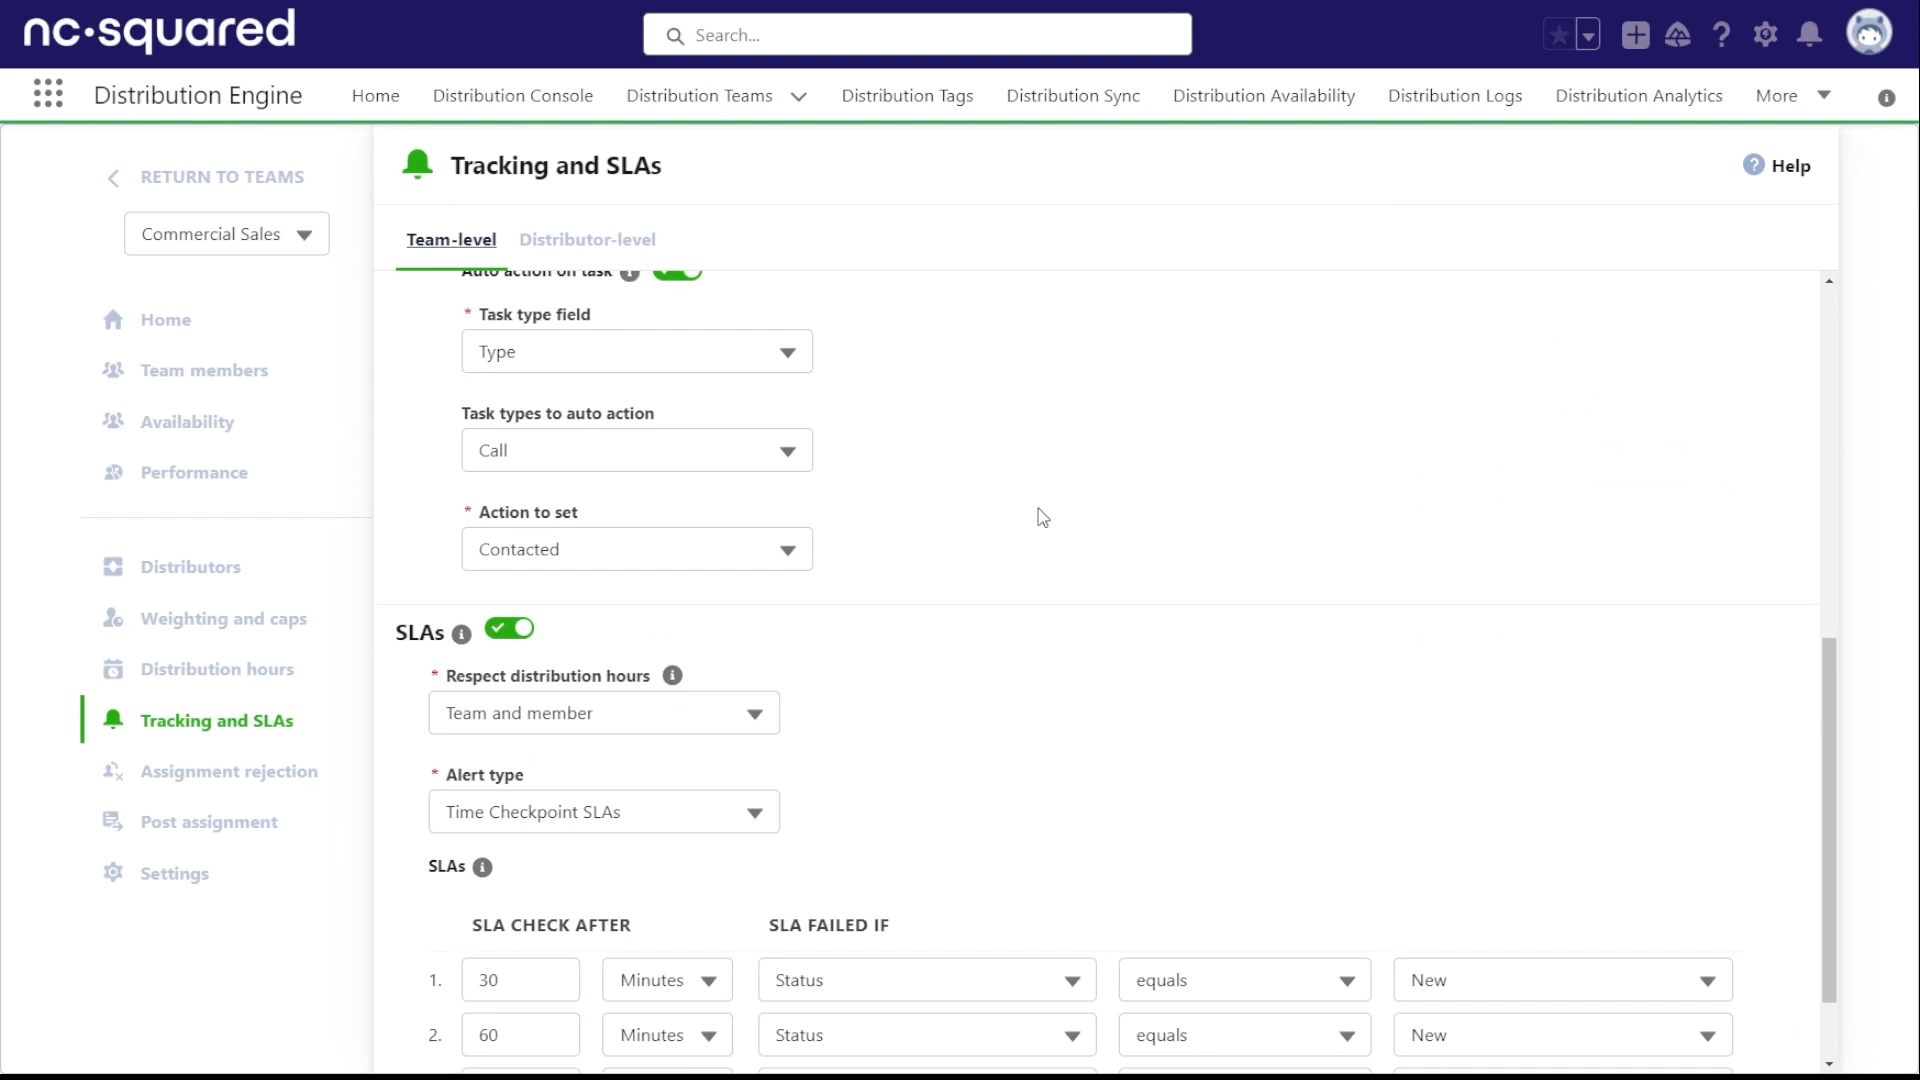 nc·squared
Search...
Distribution Engine
Home
Distribution Console
Distribution Teams
Distribution Tags
Distribution Sync
Distribution Availability
Distribution Logs
Distribution Analytics
More
RETURN TO TEAMS
Commercial Sales
Home
Team members
Availability
Performance
Distributors
Weighting and caps
Distribution hours
Tracking and SLAs
Assignment rejection
Post assignment
Settings
Tracking and SLAs
Help
Team-level
Distributor-level
Auto action on task
* Task type field
Type
Task types to auto action
Call
* Action to set
Contacted
SLAs
* Respect distribution hours
Team and member
* Alert type
Time Checkpoint SLAs
SLAs
SLA CHECK AFTER
SLA FAILED IF
1. 30 Minutes Status equals New
2. 60 Minutes Status equals New